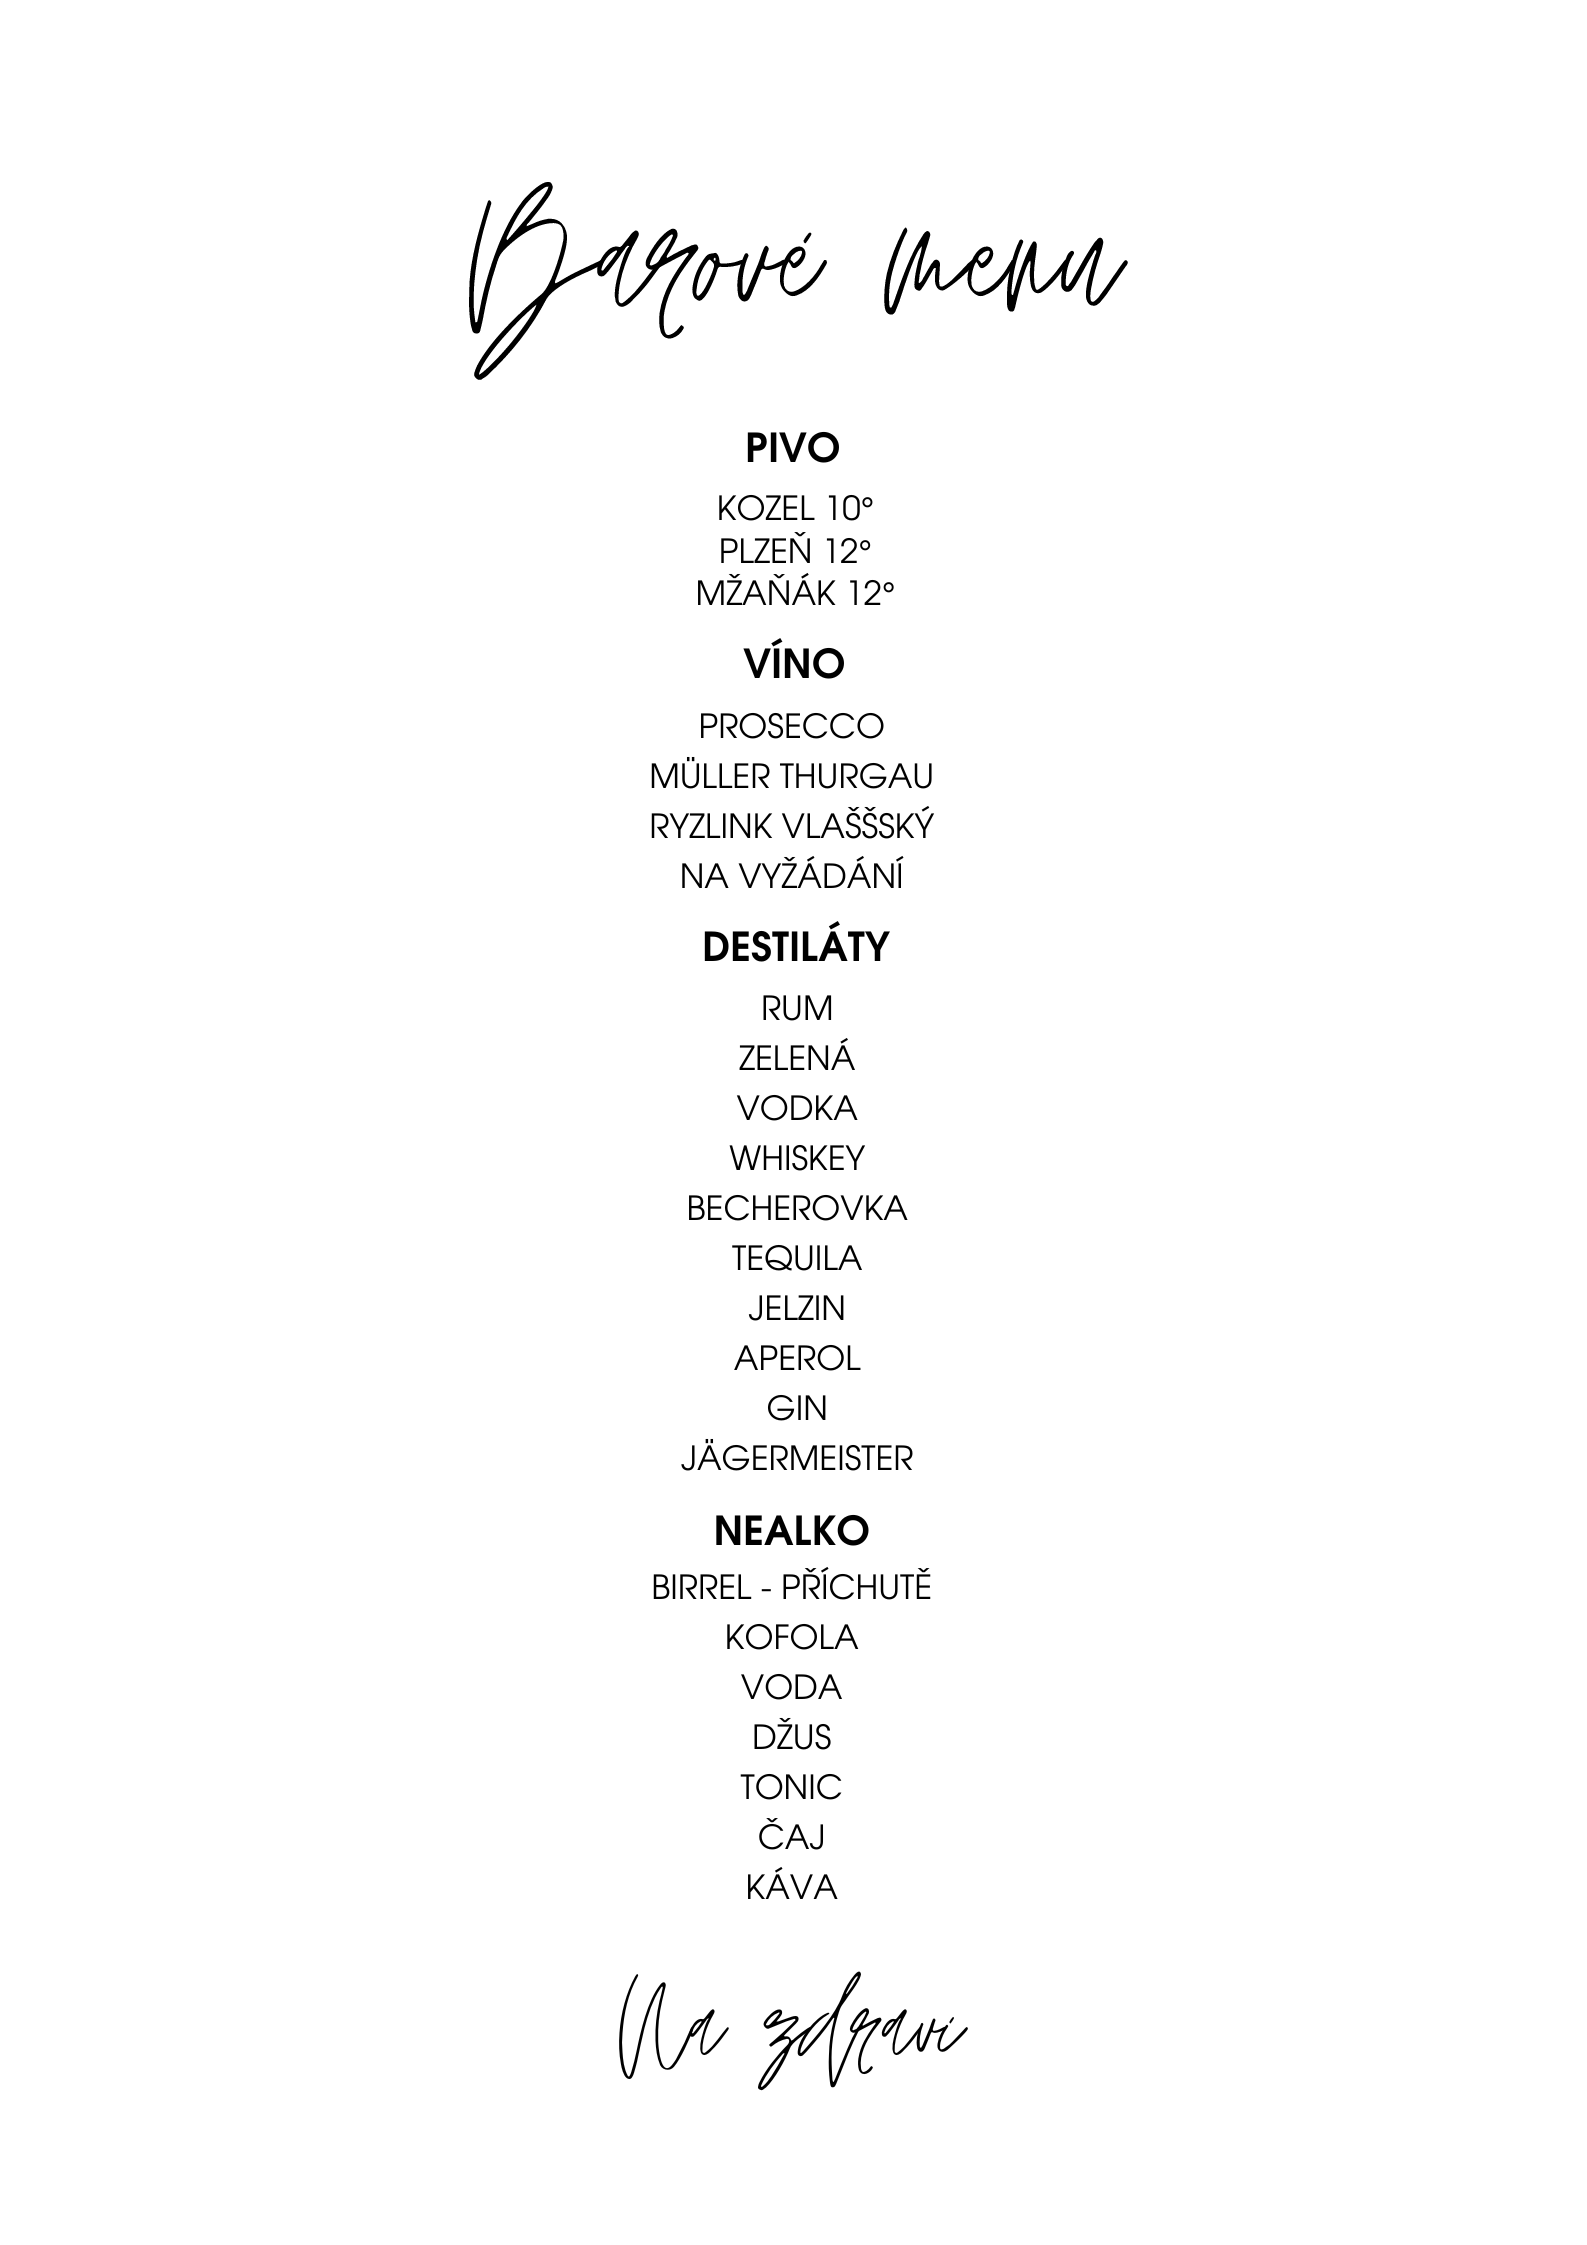 Barové menu
PIVO
KOZEL 10°
PLZEŇ 12°
MŽAŇÁK 12°
VÍNO
PROSECCO
MÜLLER THURGAU
RYZLINK VLAŠŠSKÝ
NA VYŽÁDÁNÍ
DESTILÁTY
RUM
ZELENÁ
VODKA
WHISKEY
BECHEROVKA
TEQUILA
JELZIN
APEROL
GIN
JÄGERMEISTER
NEALKO
BIRREL - PŘÍCHUTĚ
KOFOLA
VODA
DŽUS
TONIC
ČAJ
KÁVA
Na zdraví